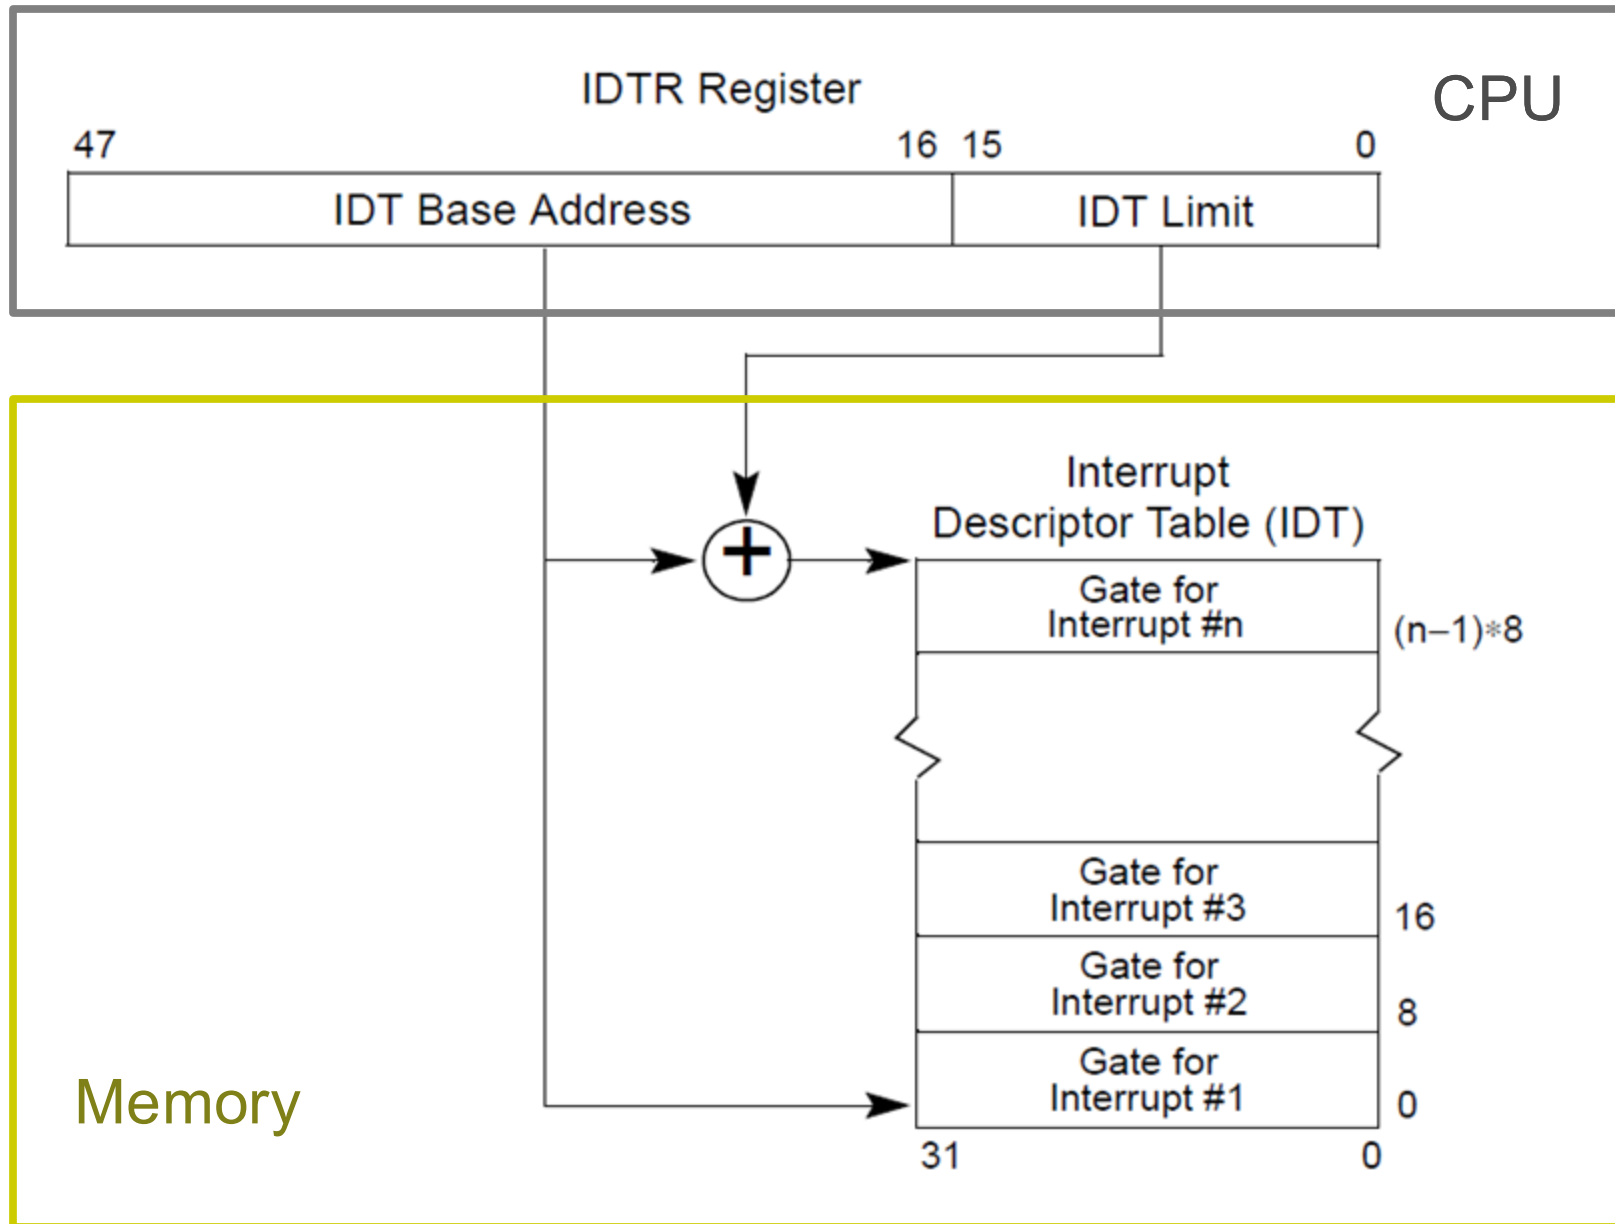 CPU
IDTR Register
47 16 15 0
IDT Base Address IDT Limit
Interrupt
Descriptor Table (IDT)
+
Gate for
Interrupt #n
(n−1)*8
Gate for
Interrupt #3
16
Gate for
Interrupt #2
8
Gate for
Interrupt #1
0
31 0
Memory